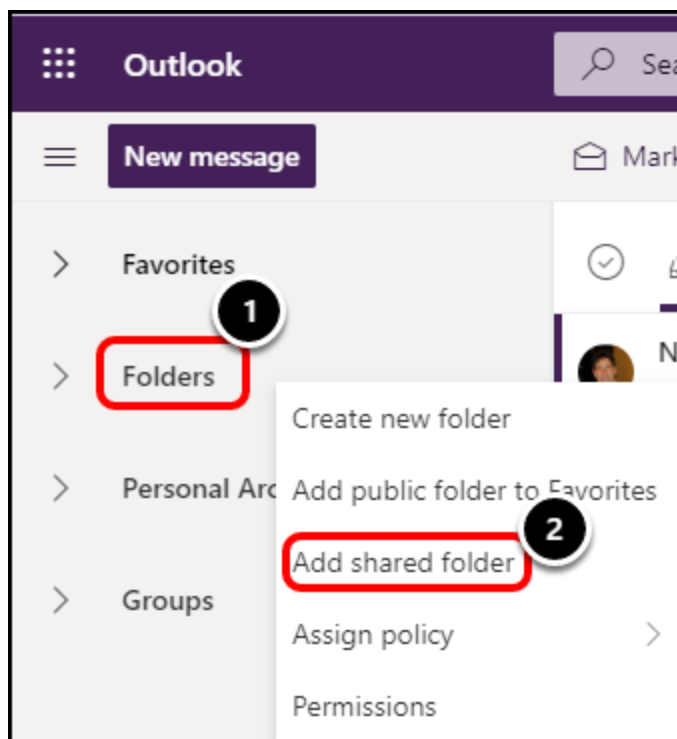 Outlook
New message
Favorites
1
Folders
Create new folder
Personal
Add public folder to Favorites
2
Add shared folder
Groups
Assign policy
Permissions